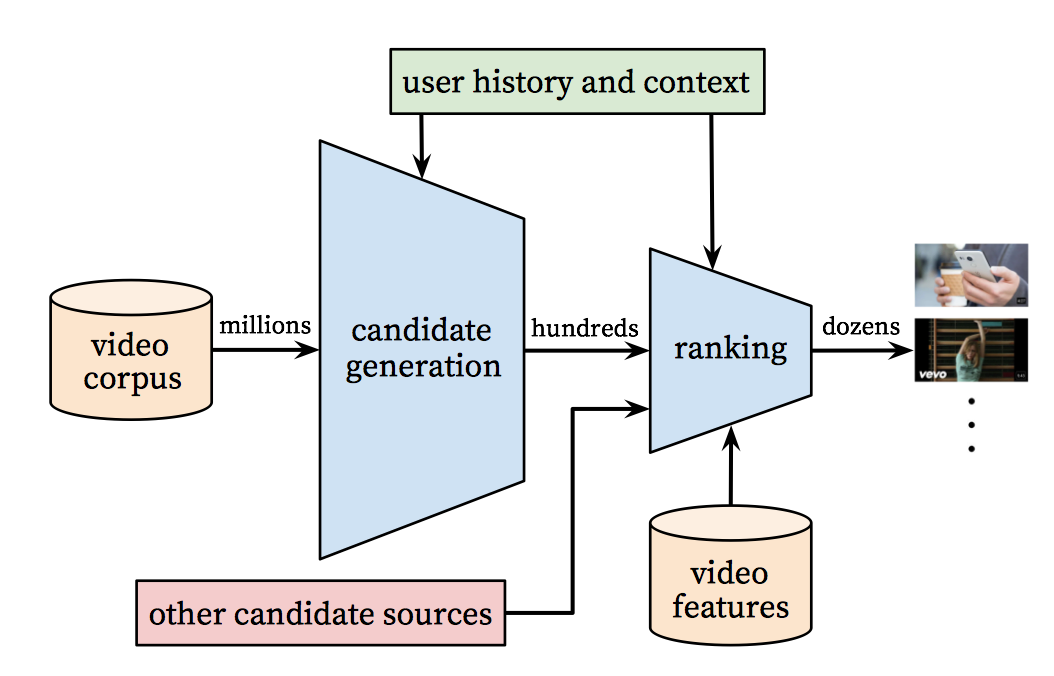 user history and context
millions
hundreds
dozens
video
corpus
candidate
generation
ranking
vevo
other candidate sources
video
features